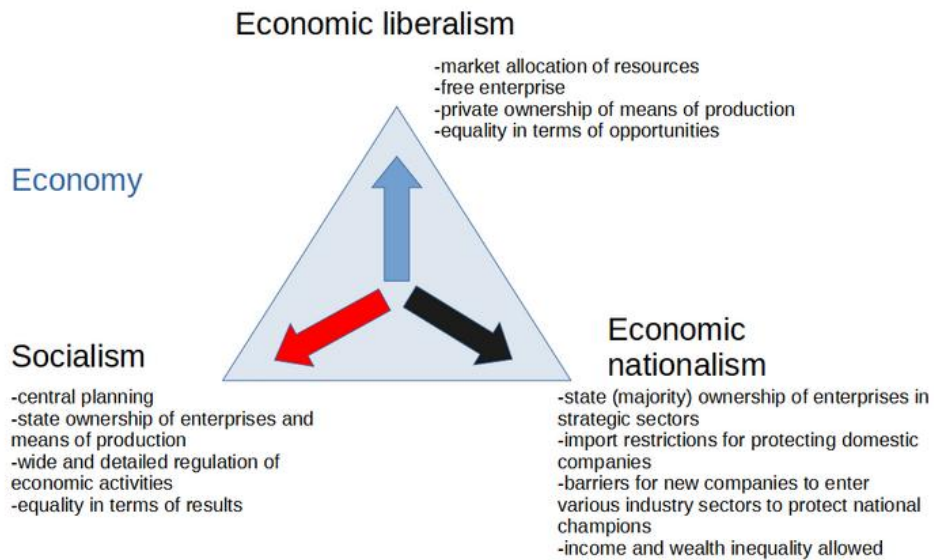 Economic liberalism
-market allocation of resources
-free enterprise
-private ownership of means of production
-equality in terms of opportunities
Economy
Socialism
-central planning
-state ownership of enterprises and
means of production
-wide and detailed regulation of
economic activities
-equality in terms of results
Economic
nationalism
-state (majority) ownership of enterprises in
strategic sectors
-import restrictions for protecting domestic
companies
-barriers for new companies to enter
various industry sectors to protect national
champions
-income and wealth inequality allowed